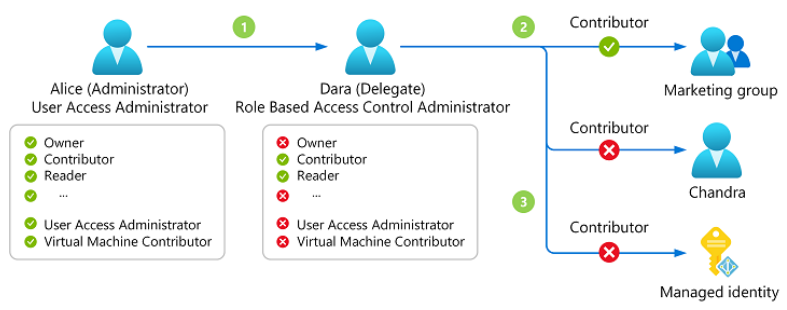 1
2
Contributor
Alice (Administrator)
User Access Administrator
Dara (Delegate)
Role Based Access Control Administrator
Marketing group
Owner
Contributor
Reader
...
User Access Administrator
Virtual Machine Contributor
Owner
Contributor
Reader
...
User Access Administrator
Virtual Machine Contributor
Contributor
Chandra
3
Contributor
Managed identity